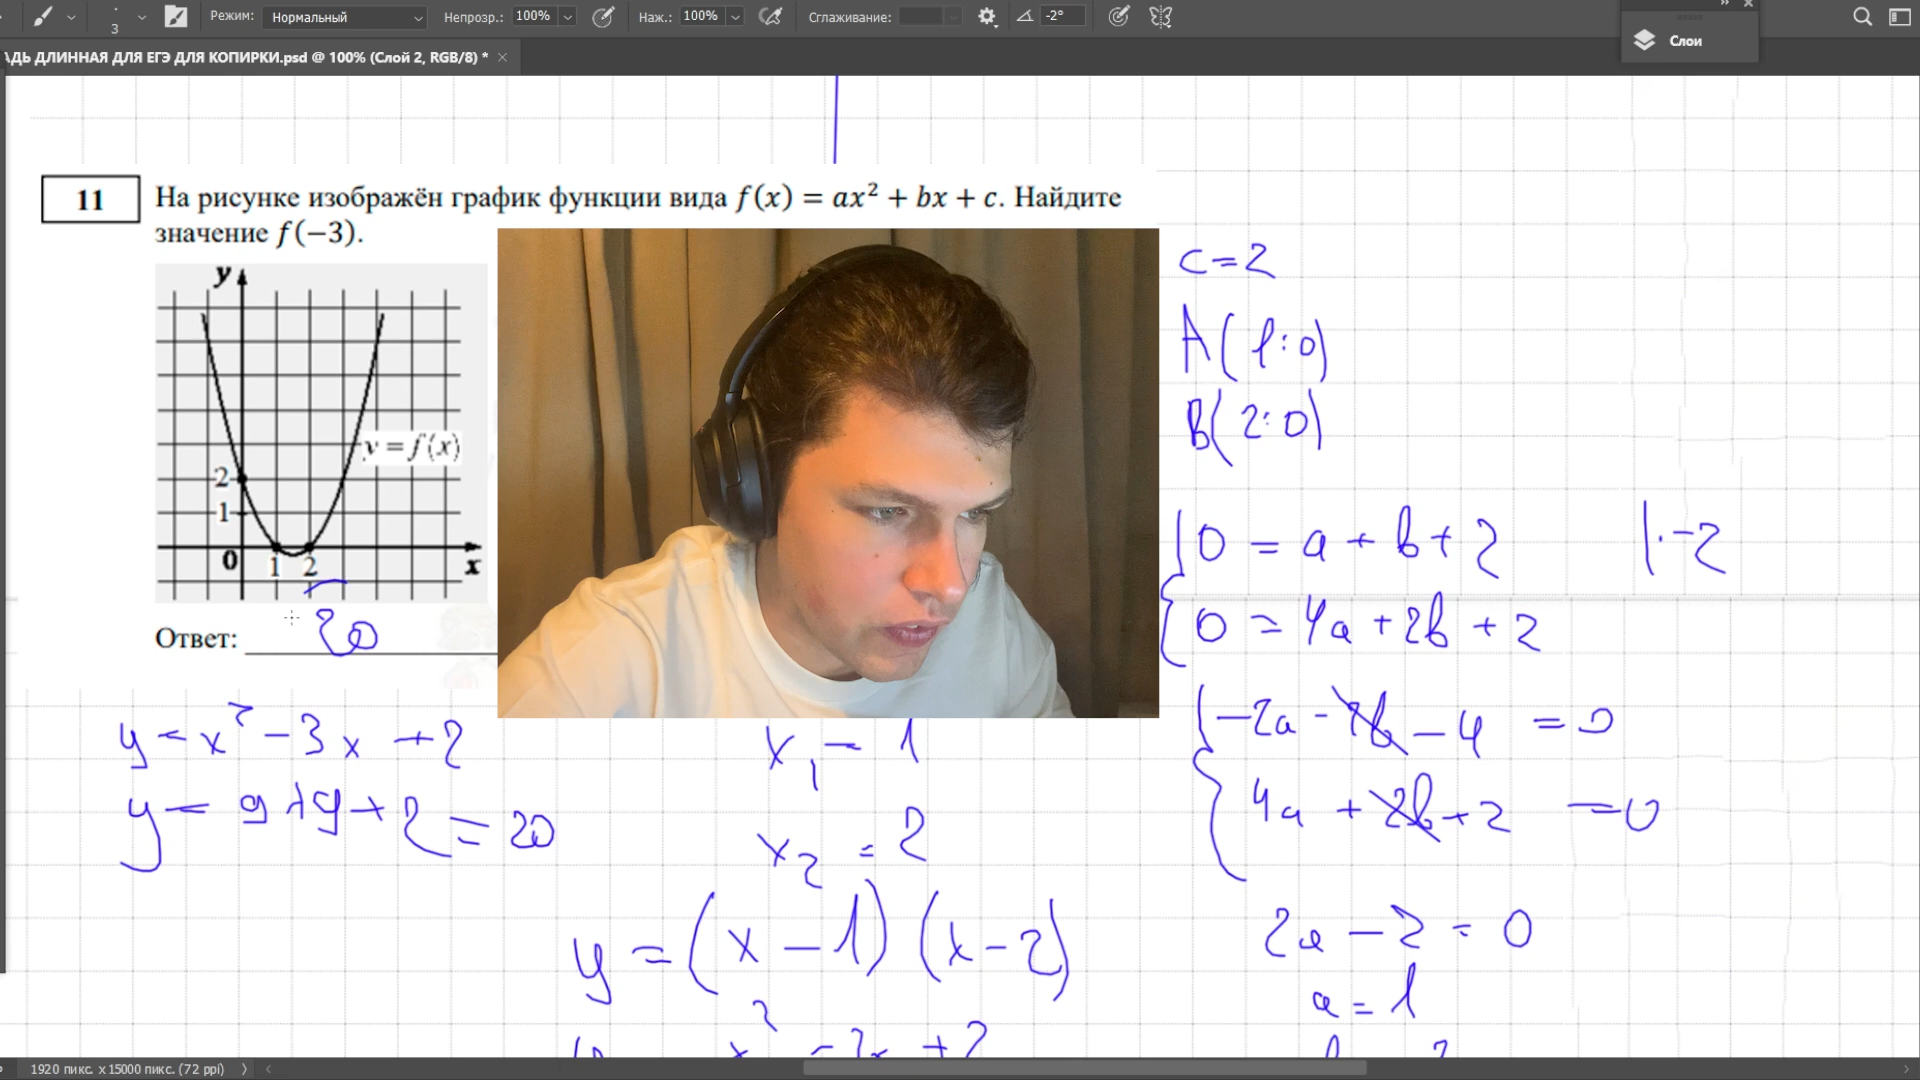 Режим: Нормальный Непрозр.: 100% Наж.: 100% Сглаживание: -2°
3
Слои
АДЬ ДЛИННАЯ ДЛЯ ЕГЭ ДЛЯ КОПИРКИ.psd @ 100% (Слой 2, RGB/8) *
11 На рисунке изображён график функции вида f(x) = ax² + bx + c. Найдите
значение f(−3).
y
y = f(x)
2
1
0 1 2 x
Ответ: 20
c = 2
A(1:0)
B(2:0)
0 = a + b + 2 |·-2
0 = 4a + 2b + 2
-2a - 2b - 4 = 0
4a + 2b + 2 = 0
2a - 2 = 0
a = 1
y = x² - 3x + 2
y = 9 + 9 + 2 = 20
x₁ = 1
x₂ = 2
y = (x - 1)(x - 2)
1920 пикс. x 15000 пикс. (72 ppi)